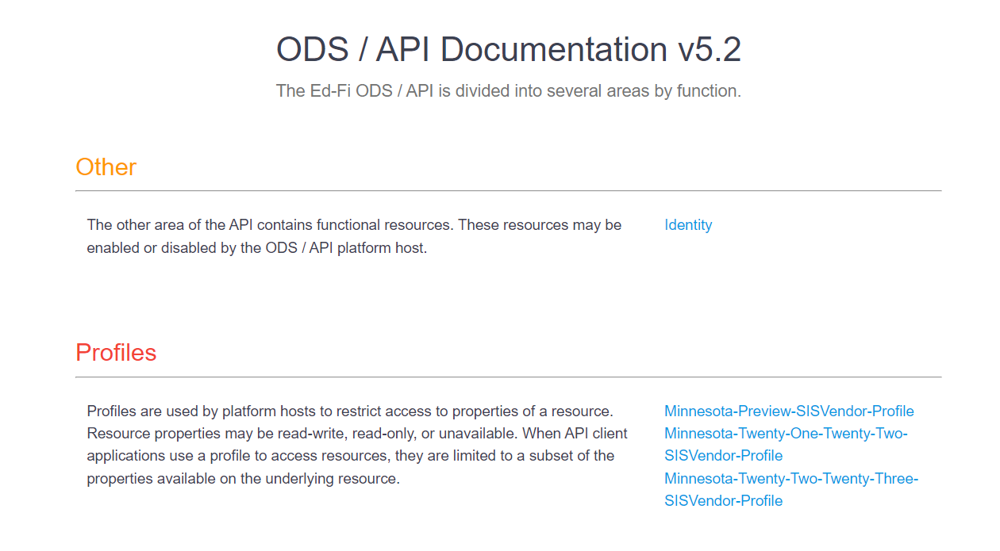 ODS / API Documentation v5.2
The Ed-Fi ODS / API is divided into several areas by function.
Other
The other area of the API contains functional resources. These resources may be
enabled or disabled by the ODS / API platform host.
Identity
Profiles
Profiles are used by platform hosts to restrict access to properties of a resource.
Resource properties may be read-write, read-only, or unavailable. When API client
applications use a profile to access resources, they are limited to a subset of the
properties available on the underlying resource.
Minnesota-Preview-SISVendor-Profile
Minnesota-Twenty-One-Twenty-Two-
SISVendor-Profile
Minnesota-Twenty-Two-Twenty-Three-
SISVendor-Profile